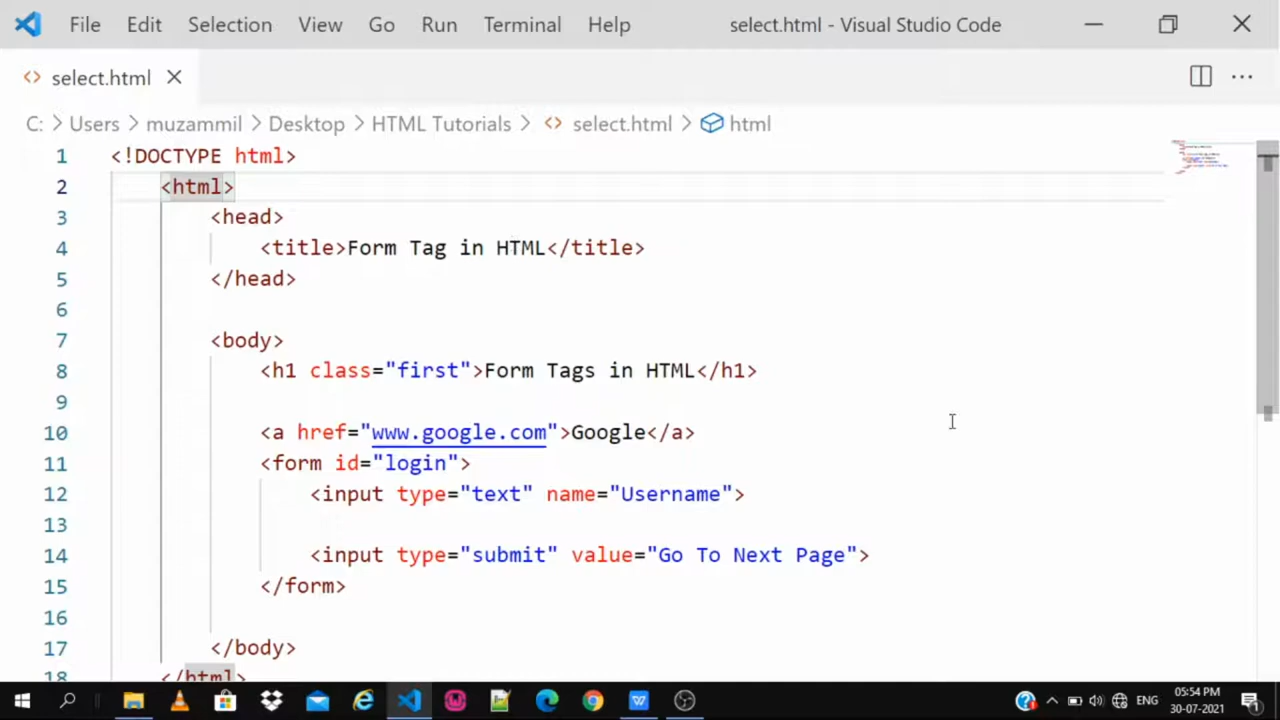 File Edit Selection View Go Run Terminal Help select.html - Visual Studio Code
select.html
C: > Users > muzammil > Desktop > HTML Tutorials > select.html > html
1 <!DOCTYPE html>
2 <html>
3 <head>
4 <title>Form Tag in HTML</title>
5 </head>
6
7 <body>
8 <h1 class="first">Form Tags in HTML</h1>
9
10 <a href="www.google.com">Google</a>
11 <form id="login">
12 <input type="text" name="Username">
13
14 <input type="submit" value="Go To Next Page">
15 </form>
16
17 </body>
18 </html>
ENG
05:54 PM
30-07-2021